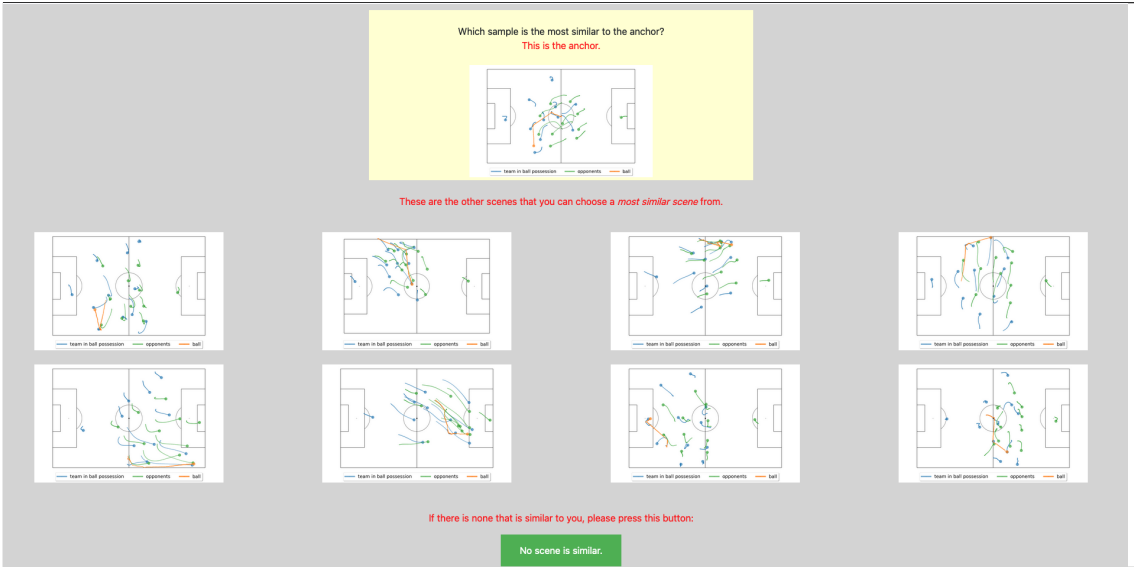 Which sample is the most similar to the anchor?
This is the anchor.
team in ball possession opponents ball
These are the other scenes that you can choose a most similar scene from.
team in ball possession opponents ball
team in ball possession opponents ball
team in ball possession opponents ball
team in ball possession opponents ball
team in ball possession opponents ball
team in ball possession opponents ball
team in ball possession opponents ball
team in ball possession opponents ball
If there is none that is similar to you, please press this button:
No scene is similar.